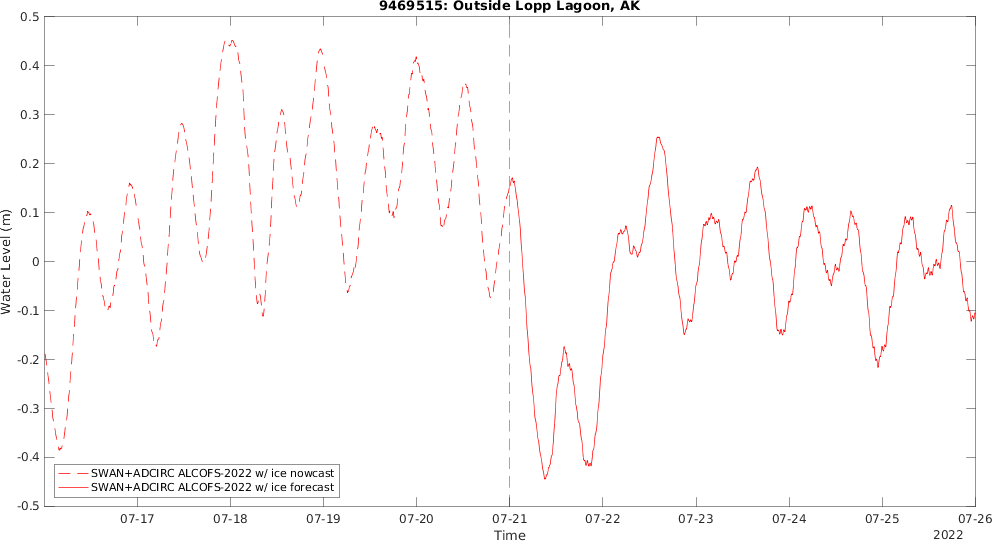 9469515: Outside Lopp Lagoon, AK
0.5
0.4
0.3
0.2
0.1
0
-0.1
-0.2
-0.3
-0.4
-0.5
Water Level (m)
SWAN+ADCIRC ALCOFS-2022 w/ ice nowcast
SWAN+ADCIRC ALCOFS-2022 w/ ice forecast
07-17 07-18 07-19 07-20 07-21 07-22 07-23 07-24 07-25 07-26
Time
2022